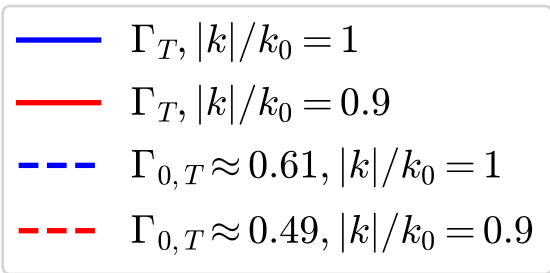 Γ_T, |k|/k_0 = 1
Γ_T, |k|/k_0 = 0.9
Γ_{0, T} ≈ 0.61, |k|/k_0 = 1
Γ_{0, T} ≈ 0.49, |k|/k_0 = 0.9